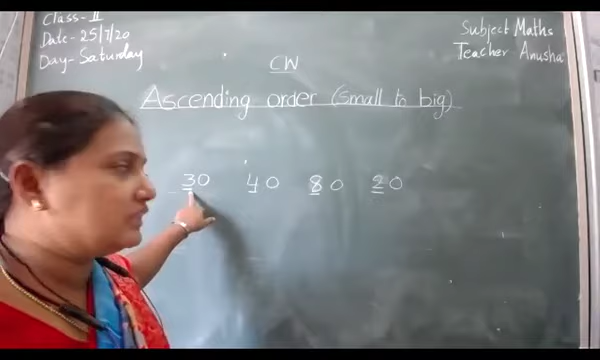 Class-II
Date- 25/7/20
Day- Saturday
Subject Maths
Teacher Anusha
CW
Ascending order (Small to big)
30 40 80 20